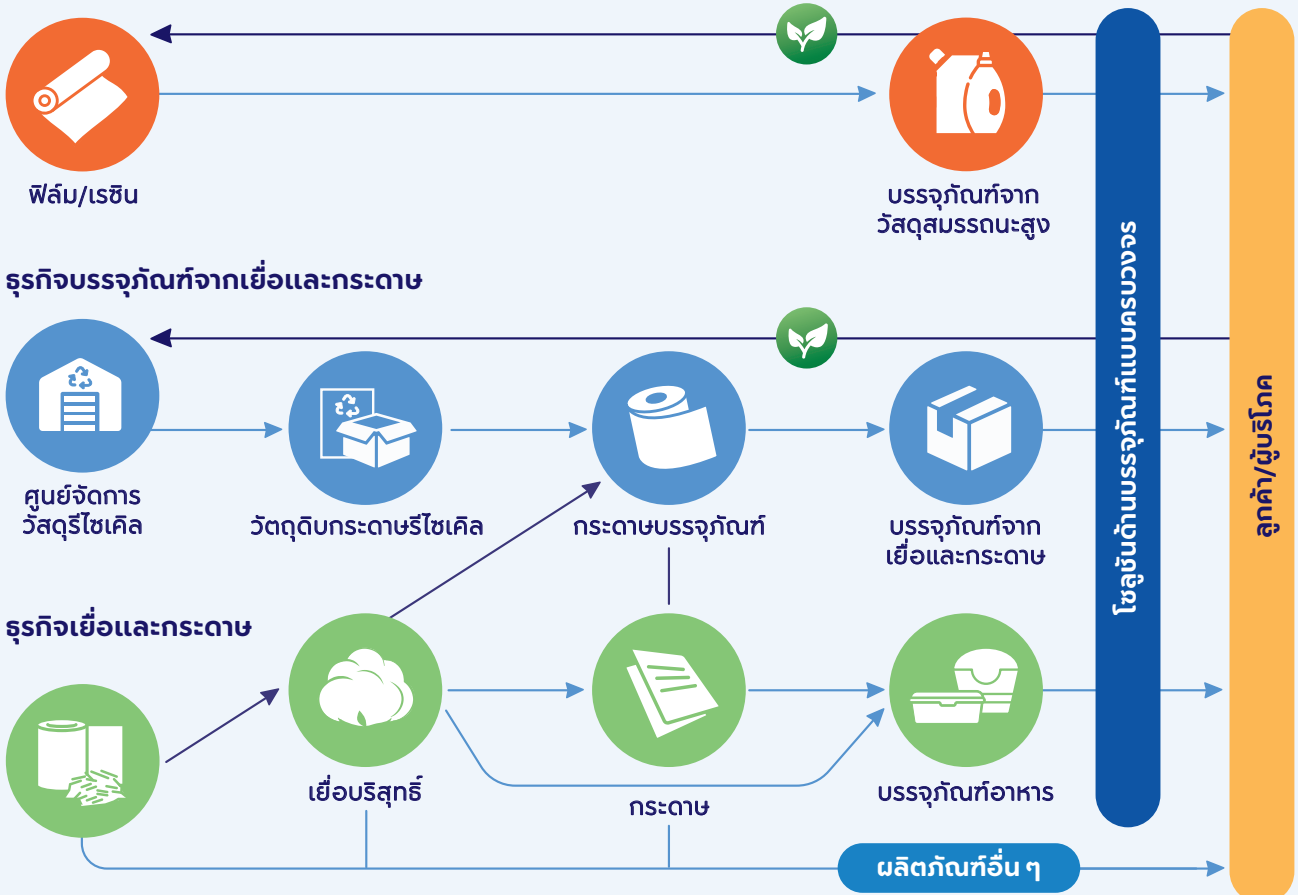 ฟิล์ม/เรซิน
บรรจุภัณฑ์จาก
วัสดุสมรรถนะสูง
ธุรกิจบรรจุภัณฑ์จากเยื่อและกระดาษ
ศูนย์จัดการ
วัสดุรีไซเคิล
วัตถุดิบกระดาษรีไซเคิล
กระดาษบรรจุภัณฑ์
บรรจุภัณฑ์จาก
เยื่อและกระดาษ
ธุรกิจเยื่อและกระดาษ
เยื่อบริสุทธิ์
กระดาษ
บรรจุภัณฑ์อาหาร
ผลิตภัณฑ์อื่น ๆ
โซลูชันด้านบรรจุภัณฑ์แบบครบวงจร
ลูกค้า/ผู้บริโภค